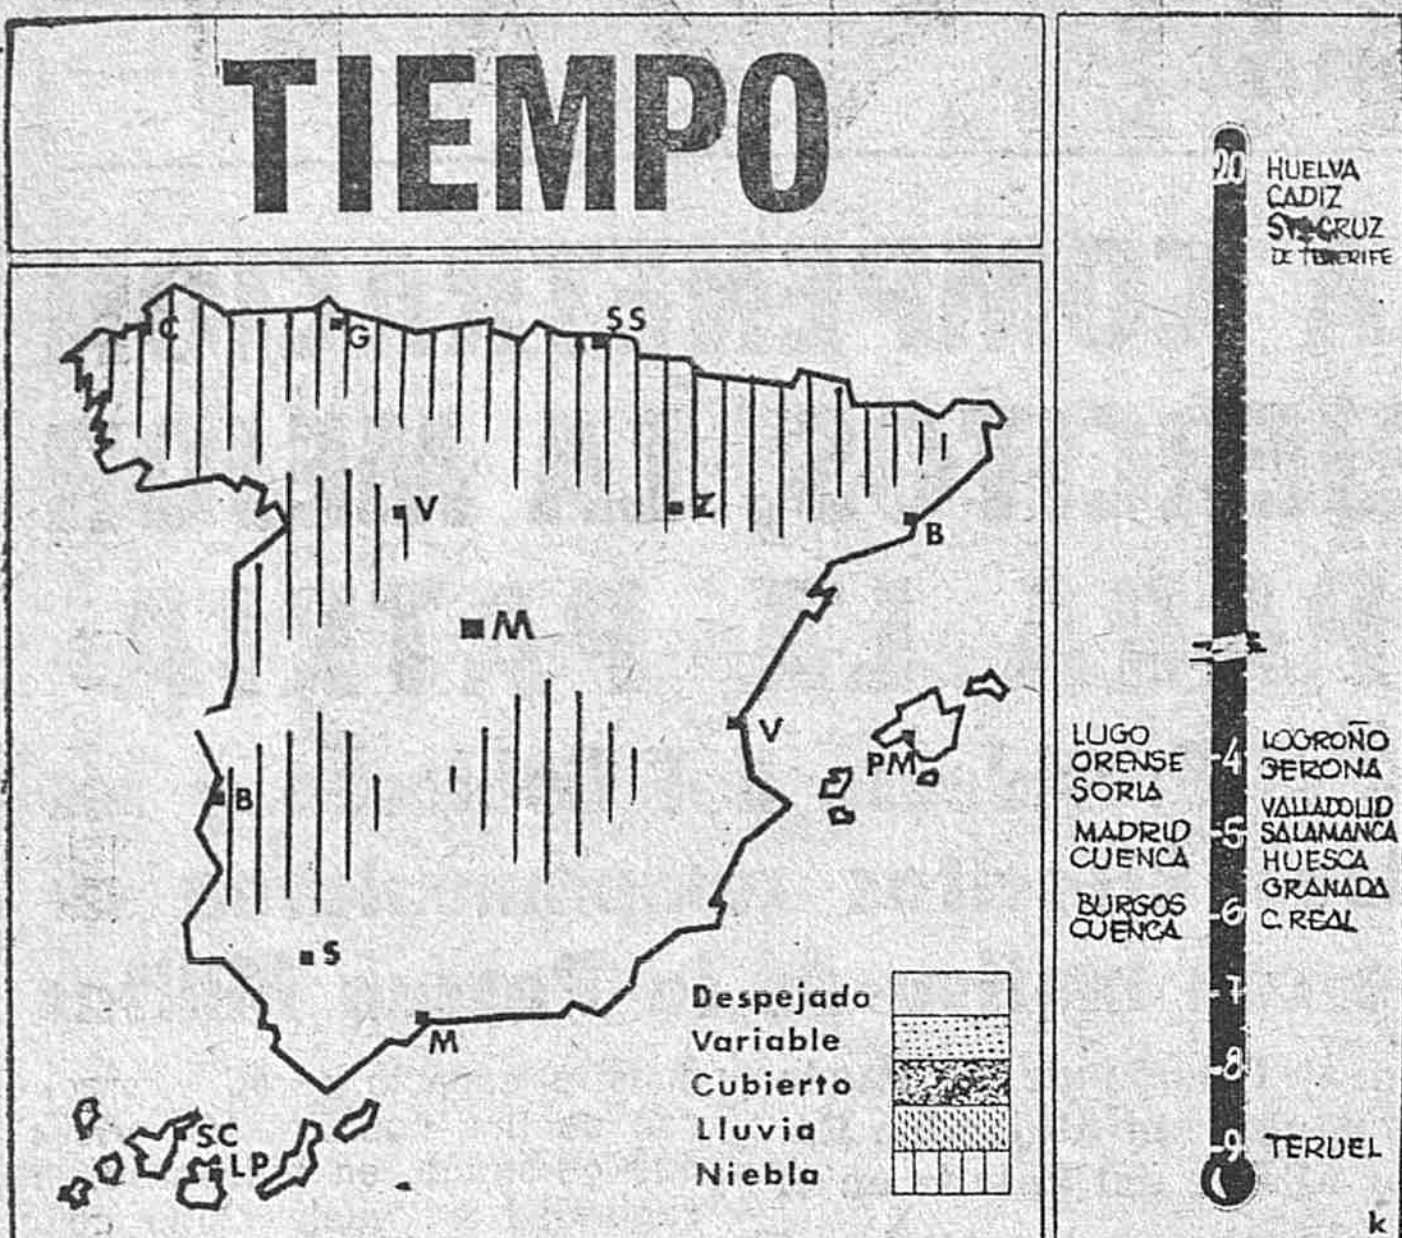 TIEMPO
C
G
SS
V
Z
B
M
V
PM
B
S
M
SC
LP
Despejado
Variable
Cubierto
Lluvia
Niebla
20
HUELVA
CADIZ
CRUZ
DE TENERIFE
LUGO
ORENSE
SORIA
MADRID
CUENCA
BURGOS
CUENCA
-4
-5
-6
-7
-8
-9
LOGROÑO
GERONA
VALLADOLID
SALAMANCA
HUESCA
GRANADA
C. REAL
TERUEL
k